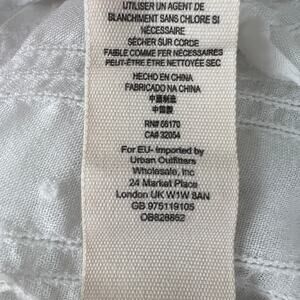 UTILISER UN AGENT DE
BLANCHIMENT SANS CHLORE SI
NÉCESSAIRE
SÉCHER SUR CORDE
FAIBLE COMME FER NÉCESSAIRES
PEUT-ÊTRE ÊTRE NETTOYÉE SEC
HECHO EN CHINA
FABRICADO NA CHINA
中國制造
中国製
RN# 66170
CA# 32054
For EU- Imported by
Urban Outfitters
Wholesale, Inc
24 Market Place
London UK W1W 8AN
GB 975119105
OB828862